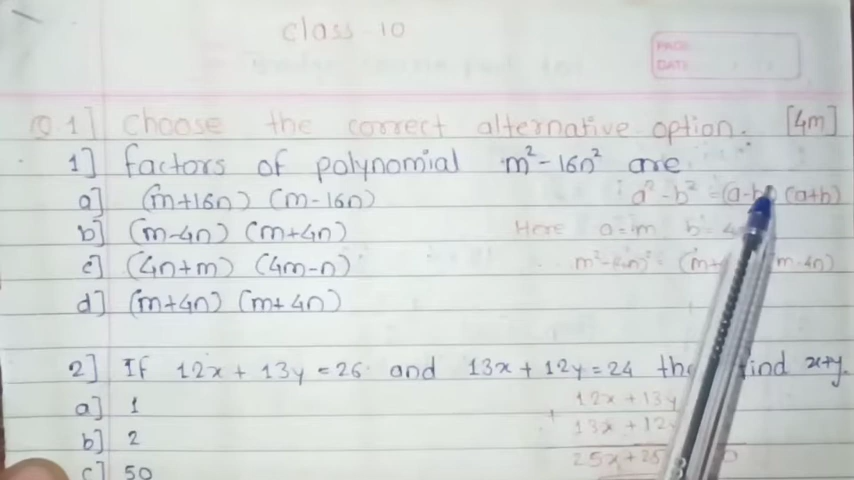 class - 10
PAGE
DATE
Q.1] choose the correct alternative option. [4m]
1] factors of polynomial m² - 16n² are
a² - b² = (a-b) (a+b)
a] (m+16n) (m-16n)
b] (m-4n) (m+4n)
Here a=m b=
c] (4n+m) (4m-n)
d] (m+4n) (m+4n)
2] If 12x + 13y = 26 and 13x + 12y = 24 find x+y.
a] 1
12x + 13y
b] 2
13x + 12
c] 50
25x + 25